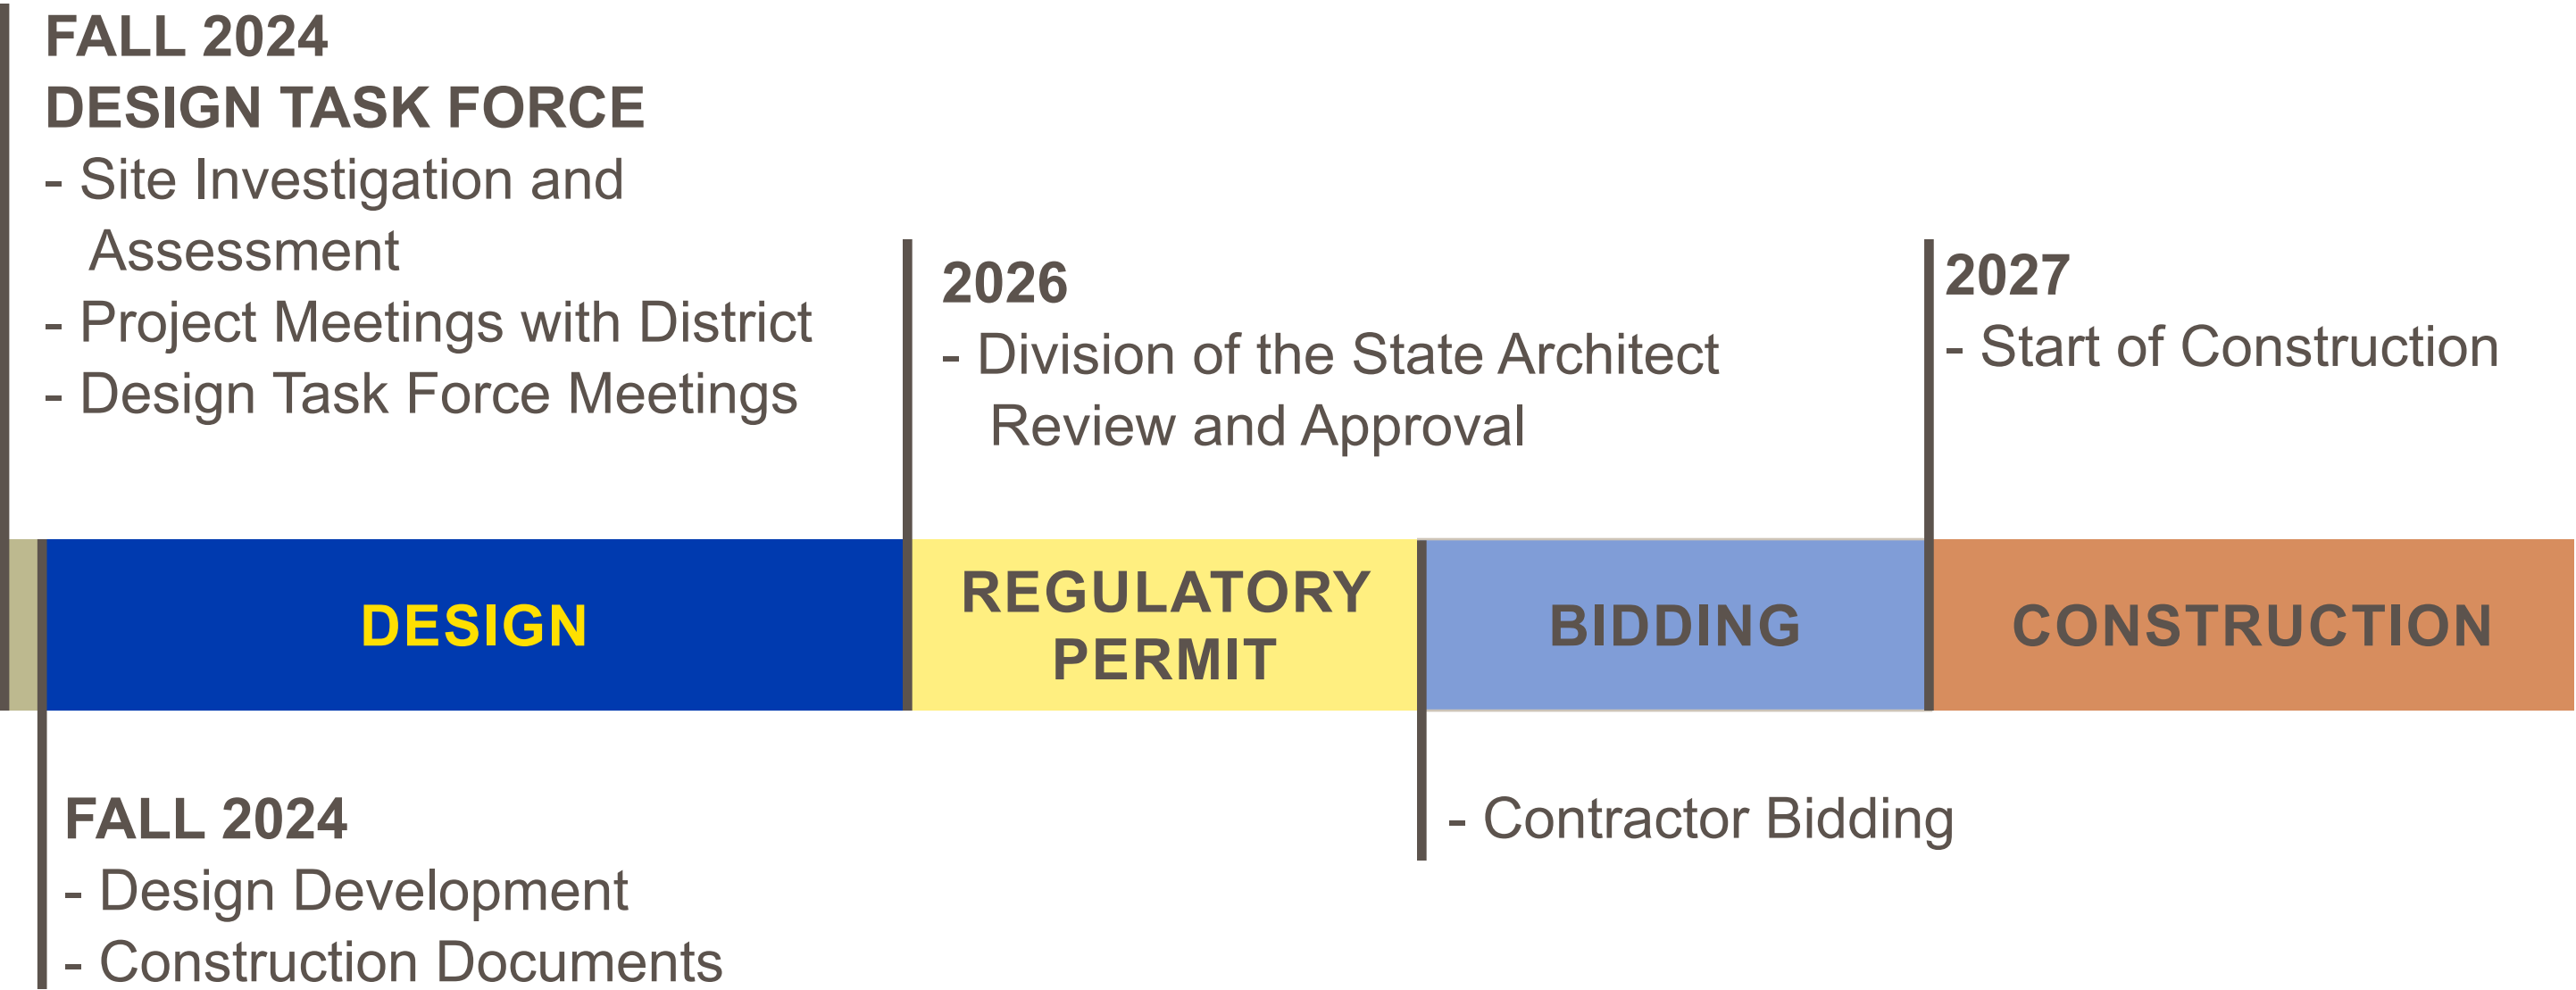 FALL 2024
DESIGN TASK FORCE
- Site Investigation and
Assessment
- Project Meetings with District
- Design Task Force Meetings
2026
- Division of the State Architect
Review and Approval
2027
- Start of Construction
DESIGN
REGULATORY
PERMIT
BIDDING
CONSTRUCTION
FALL 2024
- Design Development
- Construction Documents
- Contractor Bidding